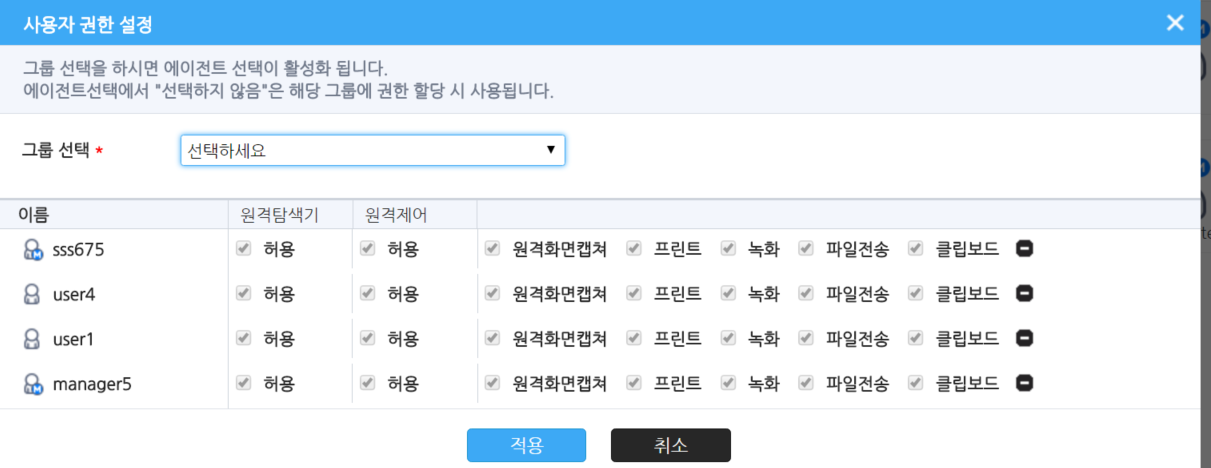 사용자 권한 설정
그룹 선택을 하시면 에이전트 선택이 활성화 됩니다.
에이전트선택에서 "선택하지 않음"은 해당 그룹에 권한 할당 시 사용됩니다.
그룹 선택 * 선택하세요
이름 원격탐색기 원격제어
sss675 허용 허용 원격화면캡쳐 프린트 녹화 파일전송 클립보드
user4 허용 허용 원격화면캡쳐 프린트 녹화 파일전송 클립보드
user1 허용 허용 원격화면캡쳐 프린트 녹화 파일전송 클립보드
manager5 허용 허용 원격화면캡쳐 프린트 녹화 파일전송 클립보드
적용 취소